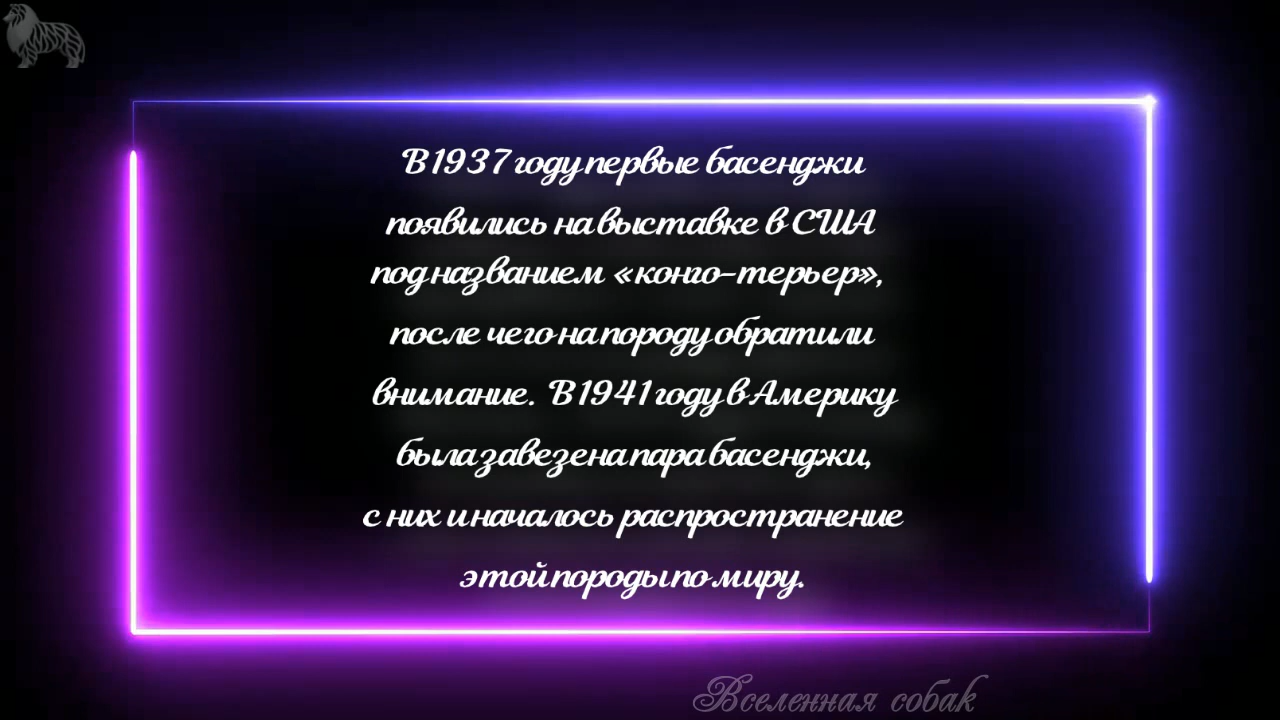 В 1937 году первые басенджи
появились на выставке в США
под названием «конго-терьер»,
после чего на породу обратили
внимание. В 1941 году в Америку
была завезена пара басенджи,
с них и началось распространение
этой породы по миру.
Вселенная собак